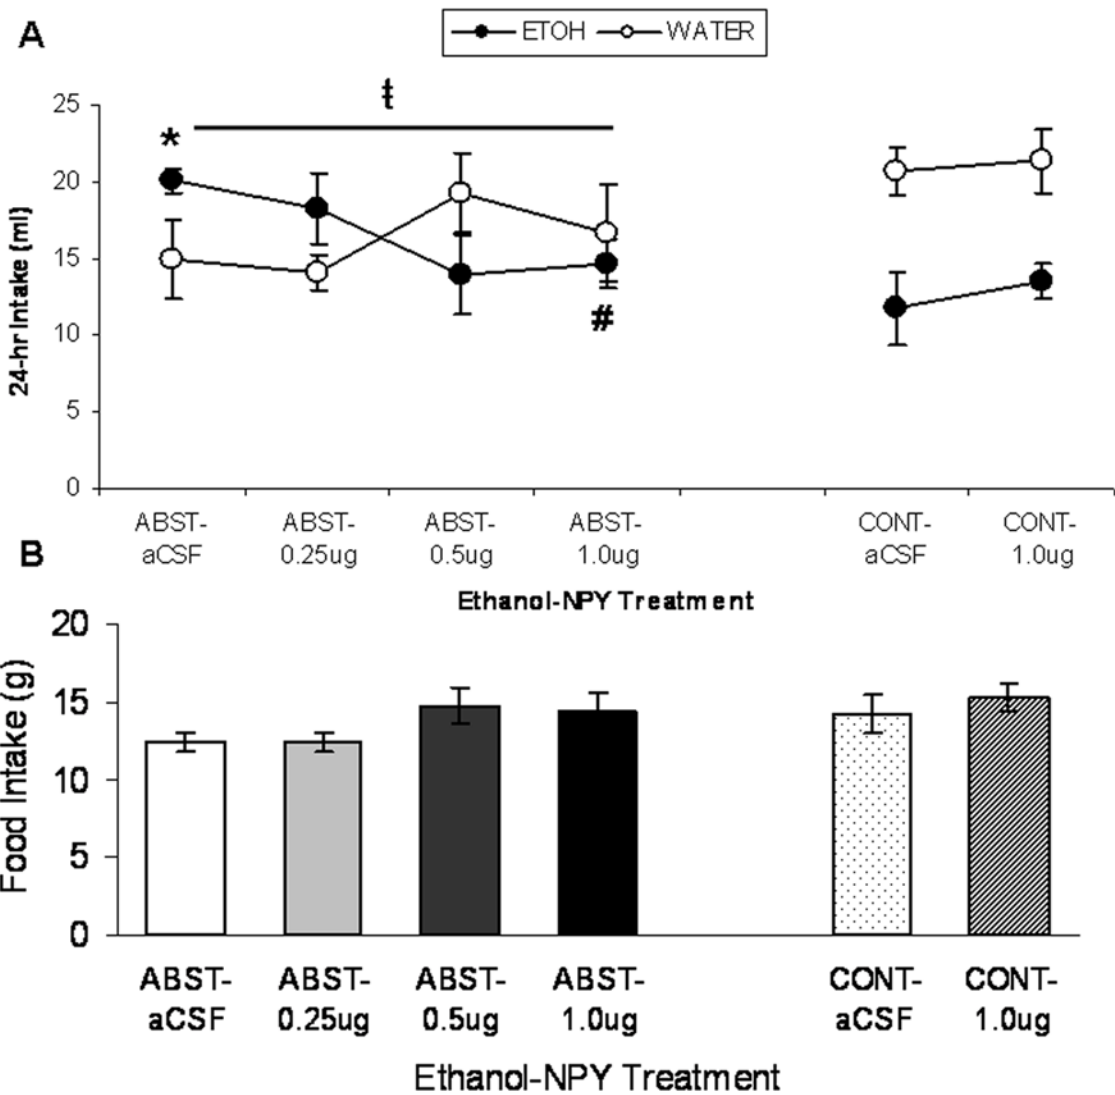 A
ETOH WATER
ŧ
*
25
20
15
10
5
0
24-hr Intake (ml)
#
ABST- ABST- ABST- ABST- CONT- CONT-
aCSF 0.25ug 0.5ug 1.0ug aCSF 1.0ug
Ethanol-NPY Treatment
B
20
15
10
5
0
Food Intake (g)
ABST- ABST- ABST- ABST- CONT- CONT-
aCSF 0.25ug 0.5ug 1.0ug aCSF 1.0ug
Ethanol-NPY Treatment